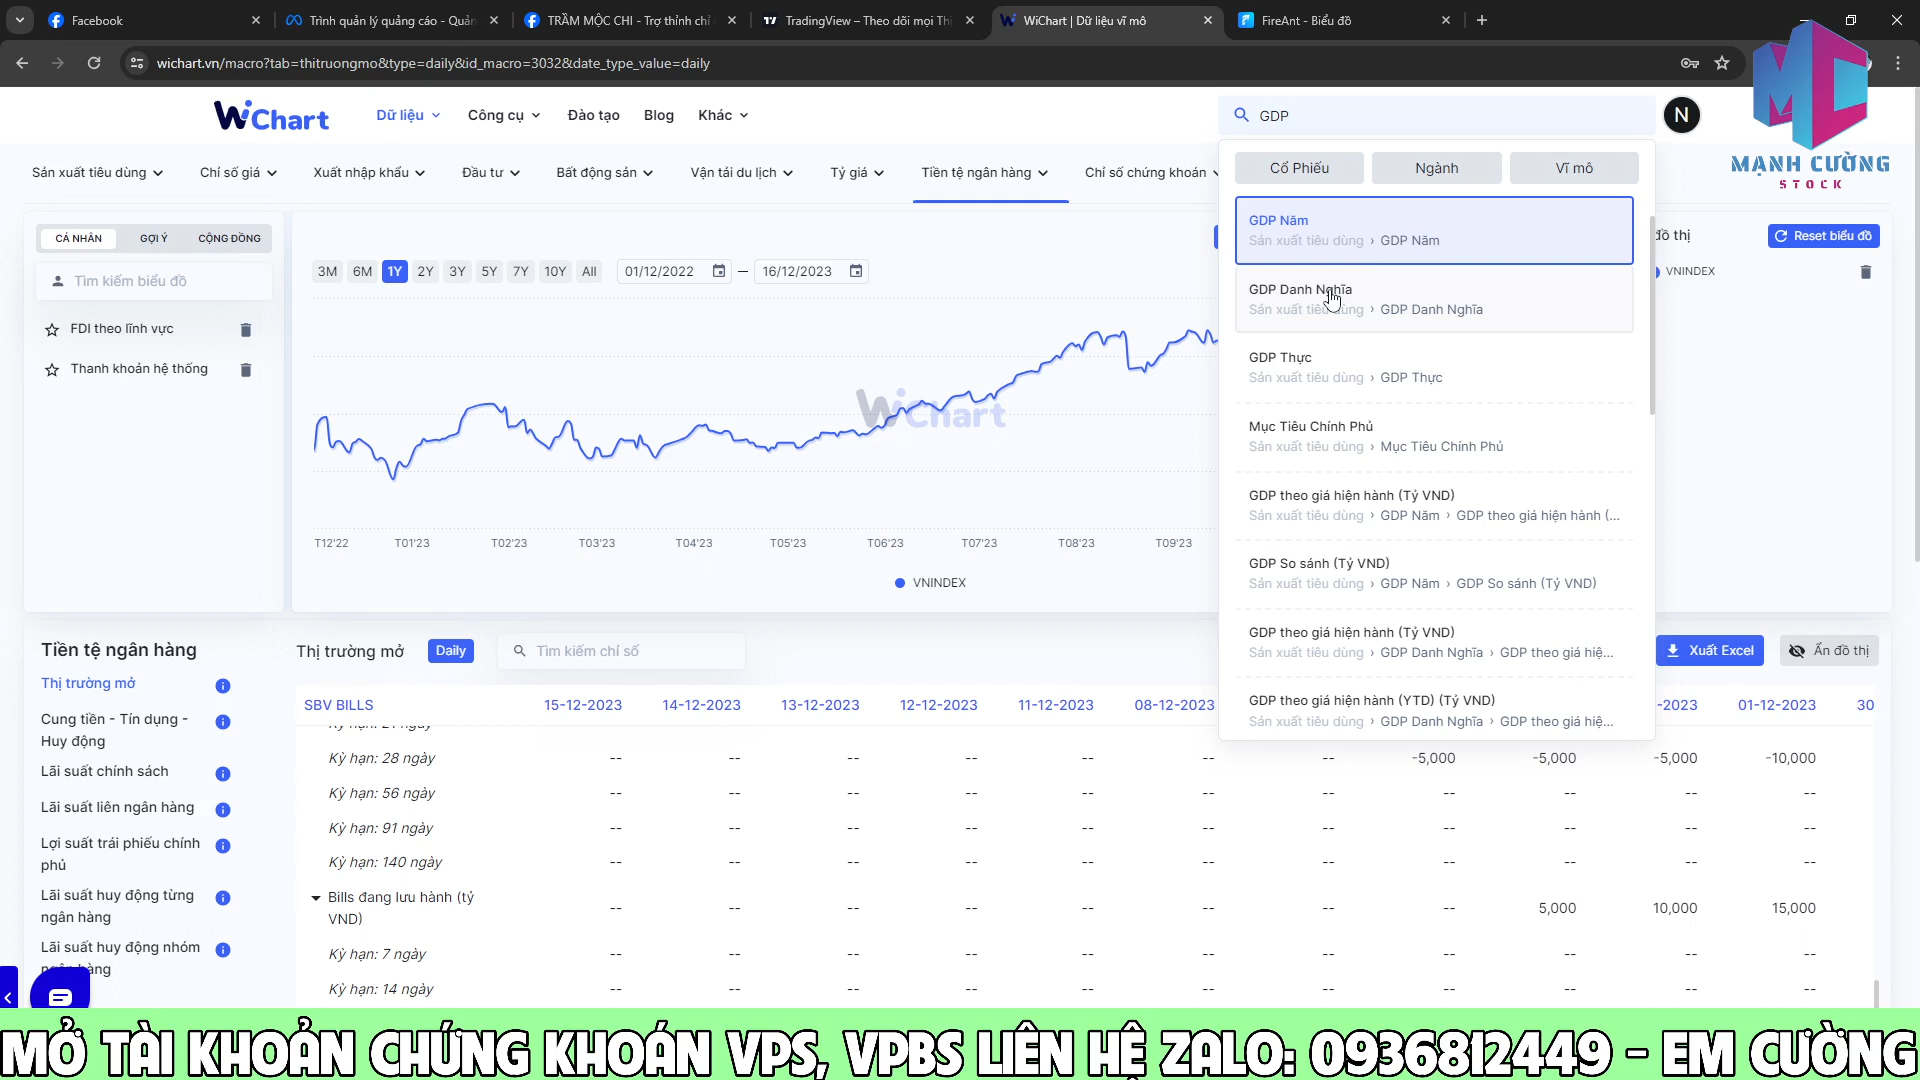 Facebook
Trình quản lý quảng cáo - Quản
TRẦM MỘC CHI - Trợ thỉnh chỉ
TradingView – Theo dõi mọi Th
WiChart | Dữ liệu vĩ mô
FireAnt - Biểu đồ
wichart.vn/macro?tab=thitruongmo&type=daily&id_macro=3032&date_type_value=daily
WiChart
Dữ liệu
Công cụ
Đào tạo
Blog
Khác
GDP
N
MẠNH CƯỜNG
STOCK
Sản xuất tiêu dùng
Chỉ số giá
Xuất nhập khẩu
Đầu tư
Bất động sản
Vận tải du lịch
Tỷ giá
Tiền tệ ngân hàng
Chỉ số chứng khoán
Cổ Phiếu
Ngành
Vĩ mô
GDP Năm
Sản xuất tiêu dùng › GDP Năm
GDP Danh Nghĩa
Sản xuất tiêu dùng › GDP Danh Nghĩa
GDP Thực
Sản xuất tiêu dùng › GDP Thực
Mục Tiêu Chính Phủ
Sản xuất tiêu dùng › Mục Tiêu Chính Phủ
GDP theo giá hiện hành (Tỷ VND)
Sản xuất tiêu dùng › GDP Năm › GDP theo giá hiện hành (...
GDP So sánh (Tỷ VND)
Sản xuất tiêu dùng › GDP Năm › GDP So sánh (Tỷ VND)
GDP theo giá hiện hành (Tỷ VND)
Sản xuất tiêu dùng › GDP Danh Nghĩa › GDP theo giá hiệ...
GDP theo giá hiện hành (YTD) (Tỷ VND)
Sản xuất tiêu dùng › GDP Danh Nghĩa › GDP theo giá hiệ...
CÁ NHÂN
GỢI Ý
CỘNG ĐỒNG
Tìm kiếm biểu đồ
FDI theo lĩnh vực
Thanh khoản hệ thống
3M 6M 1Y 2Y 3Y 5Y 7Y 10Y All 01/12/2022 — 16/12/2023
đồ thị
Reset biểu đồ
VNINDEX
WiChart
T12'22 T01'23 T02'23 T03'23 T04'23 T05'23 T06'23 T07'23 T08'23 T09'23
VNINDEX
Tiền tệ ngân hàng
Thị trường mở
Cung tiền - Tín dụng -
Huy động
Lãi suất chính sách
Lãi suất liên ngân hàng
Lợi suất trái phiếu chính
phủ
Lãi suất huy động từng
ngân hàng
Lãi suất huy động nhóm
ngân hàng
Thị trường mở
Daily
Tìm kiếm chỉ số
Xuất Excel
Ẩn đồ thị
SBV BILLS 15-12-2023 14-12-2023 13-12-2023 12-12-2023 11-12-2023 08-12-2023 -2023 01-12-2023 30
Kỳ hạn: 21 ngày
Kỳ hạn: 28 ngày -- -- -- -- -- -- -- -5,000 -5,000 -5,000 -10,000
Kỳ hạn: 56 ngày -- -- -- -- -- -- -- -- -- -- --
Kỳ hạn: 91 ngày -- -- -- -- -- -- -- -- -- -- --
Kỳ hạn: 140 ngày -- -- -- -- -- -- -- -- -- -- --
Bills đang lưu hành (tỷ
VND) -- -- -- -- -- -- -- -- 5,000 10,000 15,000
Kỳ hạn: 7 ngày -- -- -- -- -- -- -- -- -- -- --
Kỳ hạn: 14 ngày -- -- -- -- -- -- -- -- -- -- --
MỞ TÀI KHOẢN CHỨNG KHOÁN VPS, VPBS LIÊN HỆ ZALO: 0936812449 - EM CƯỜNG